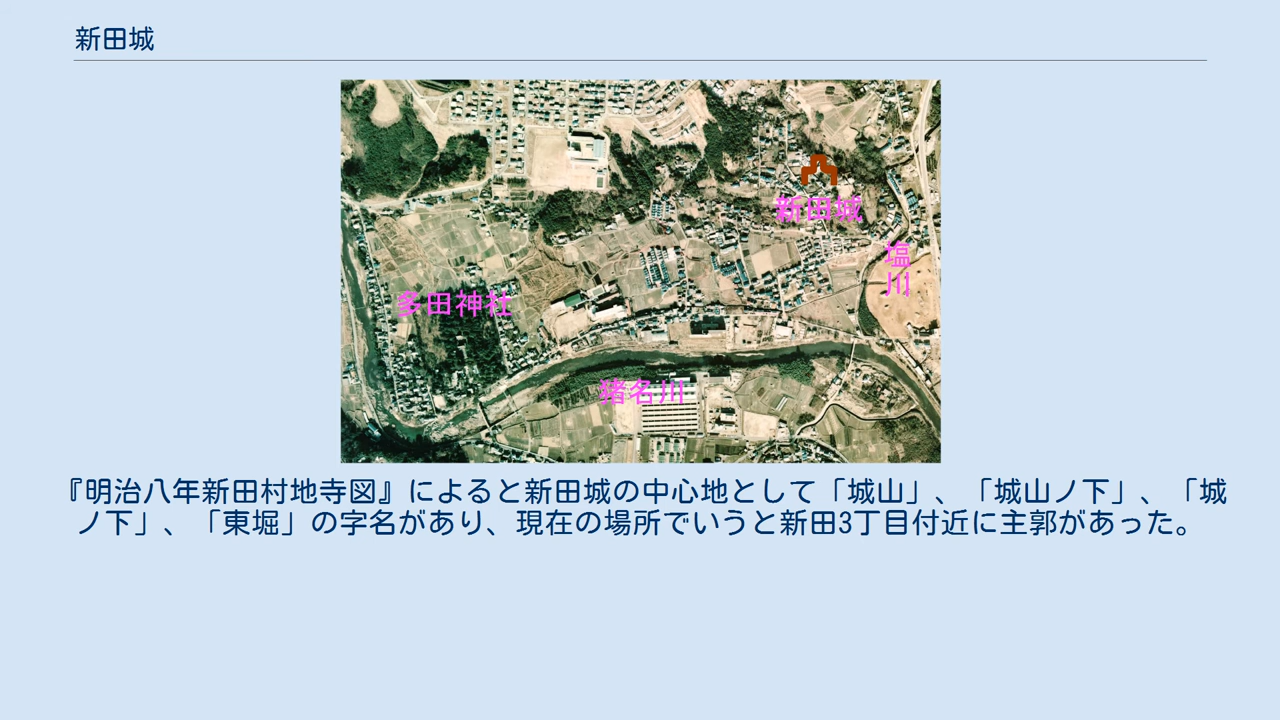 新田城
新田城
塩川
多田神社
猪名川
『明治八年新田村地寺図』によると新田城の中心地として「城山」、「城山ノ下」、「城
ノ下」、「東堀」の字名があり、現在の場所でいうと新田3丁目付近に主郭があった。